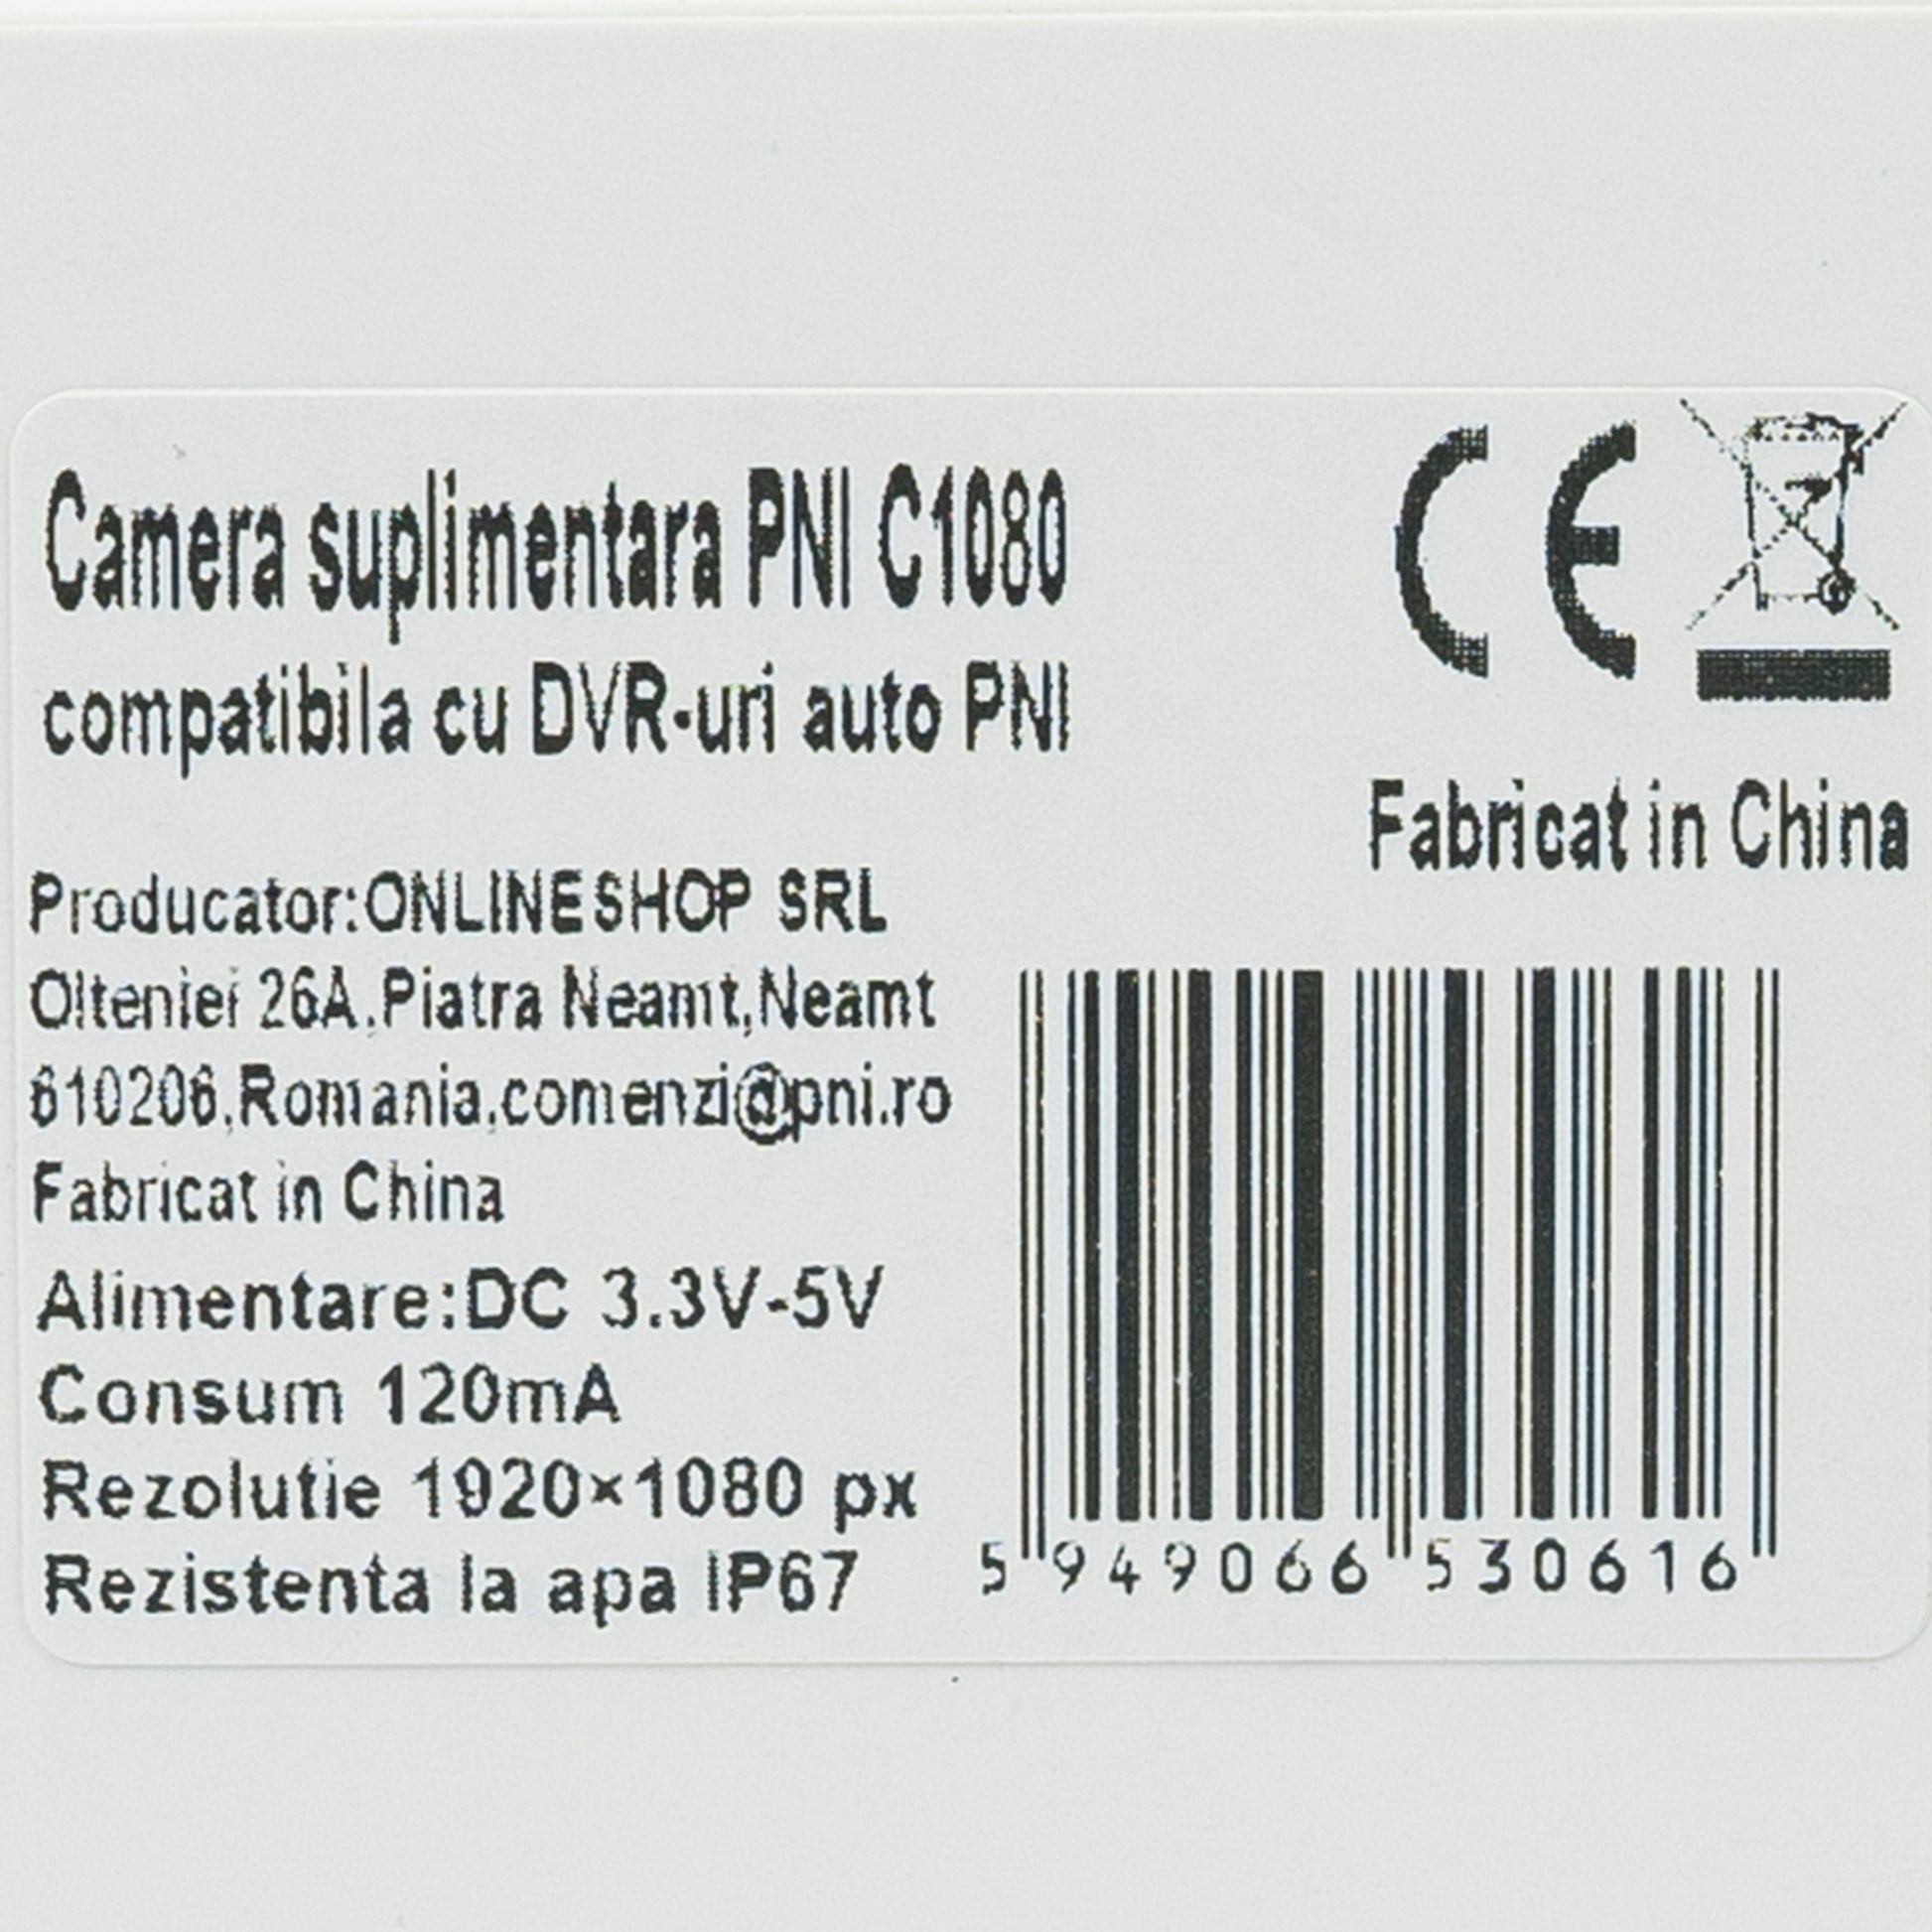 Camera suplimentara PNI C1080
compatibila cu DVR-uri auto PNI
CE
Fabricat in China
Producator:ONLINESHOP SRL
Olteniei 26A,Piatra Neamt,Neamt
610206,Romania,comenzi@pni.ro
Fabricat in China
Alimentare:DC 3.3V-5V
Consum 120mA
Rezolutie 1920×1080 px
Rezistenta la apa IP67
5 949066 530616